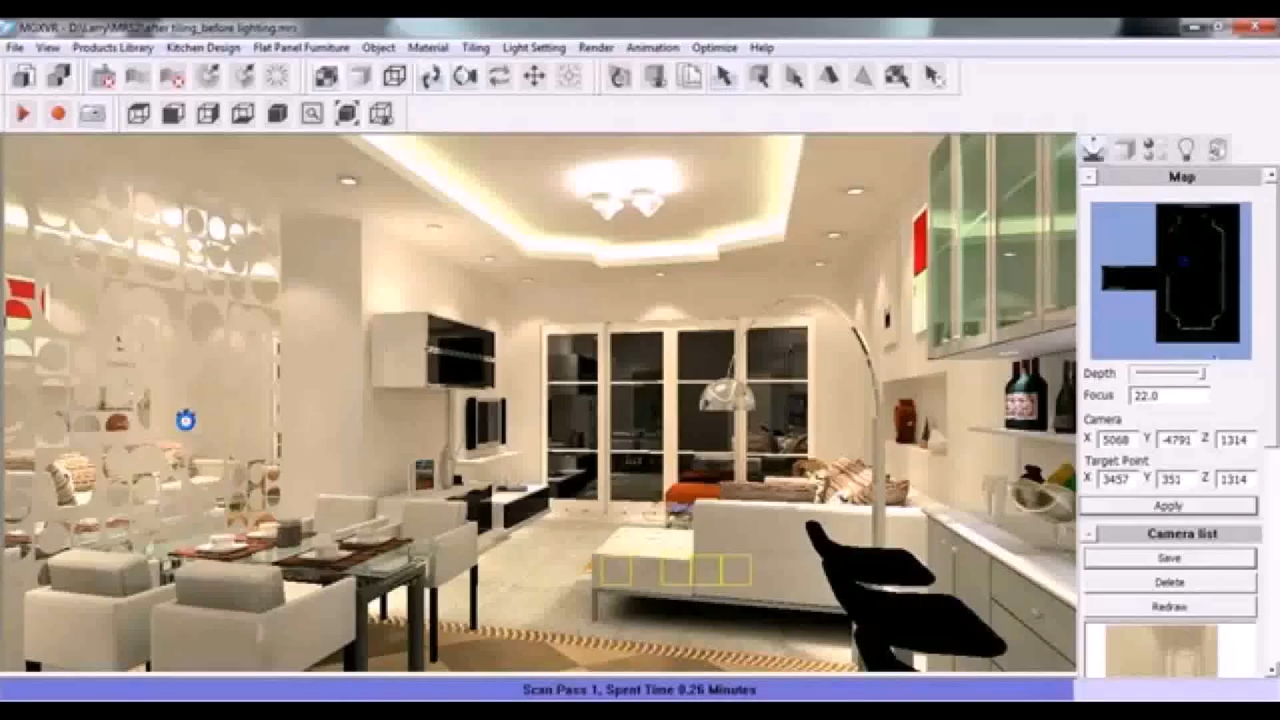 MGXVR - D:\Larry\MRS2\after tiling_before lighting.mrs
File View Products Library Kitchen Design Flat Panel Furniture Object Material Tiling Light Setting Render Animation Optimize Help
Map
Depth
Focus 22.0
Camera
X 5068 Y -4791 Z 1314
Target Point
X 3457 Y 351 Z 1314
Apply
Camera list
Save
Delete
Redraw
Scan Pass 1, Spent Time 0.26 Minutes